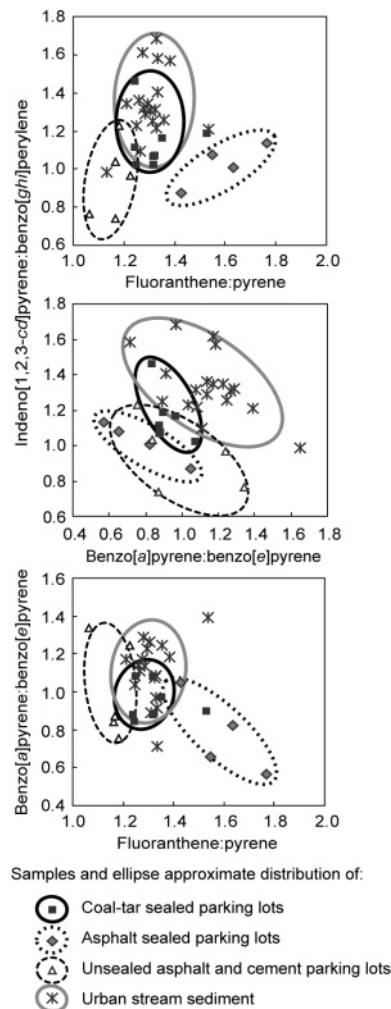 1.8
1.6
1.4
1.2
1.0
0.8
0.6
1.0 1.2 1.4 1.6 1.8 2.0
Fluoranthene:pyrene
Indeno[1,2,3-cd]pyrene:benzo[ghi]perylene
1.8
1.6
1.4
1.2
1.0
0.8
0.6
0.4 0.6 0.8 1.0 1.2 1.4 1.6 1.8
Benzo[a]pyrene:benzo[e]pyrene
1.6
1.4
1.2
1.0
0.8
0.6
0.4
Benzo[a]pyrene:benzo[e]pyrene
1.0 1.2 1.4 1.6 1.8 2.0
Fluoranthene:pyrene
Samples and ellipse approximate distribution of:
Coal-tar sealed parking lots
Asphalt sealed parking lots
Unsealed asphalt and cement parking lots
Urban stream sediment